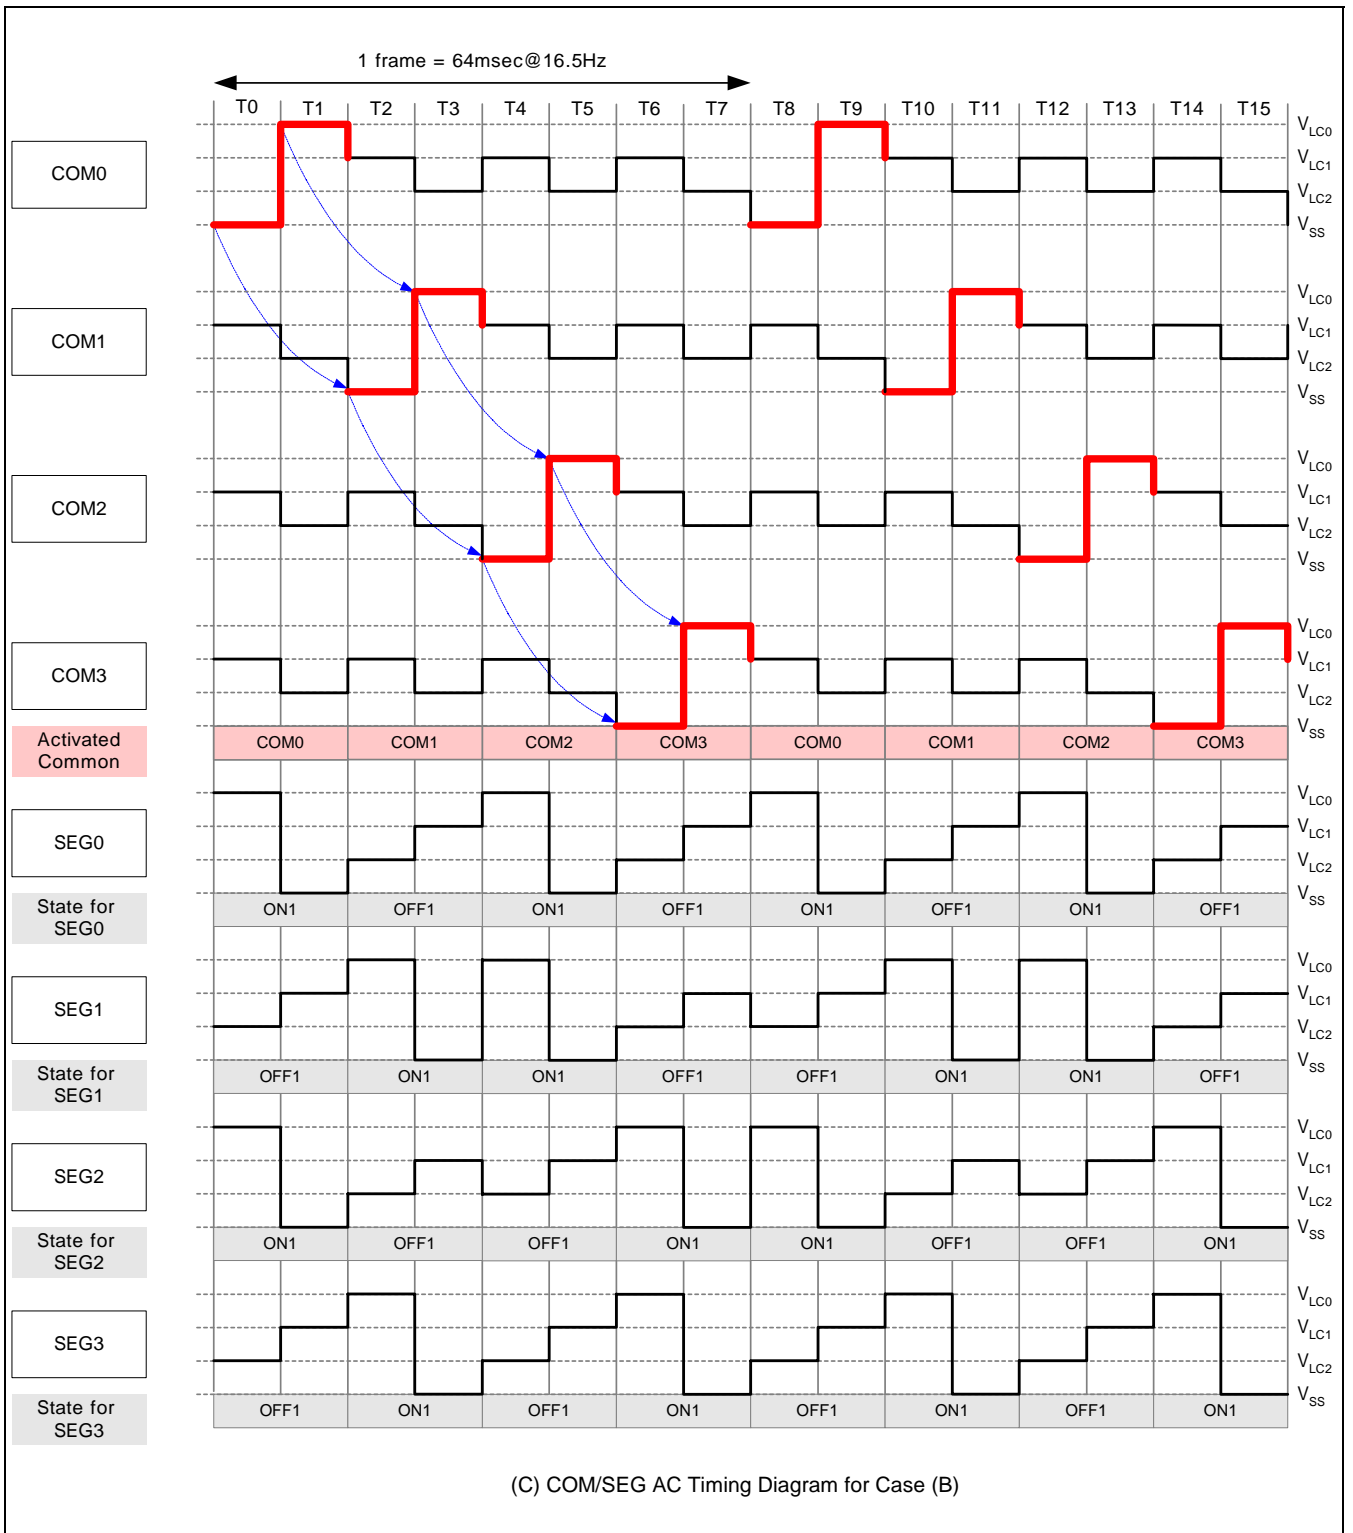 1 frame = 64msec@16.5Hz
T0 T1 T2 T3 T4 T5 T6 T7 T8 T9 T10 T11 T12 T13 T14 T15
COM0
VLC0
VLC1
VLC2
VSS
COM1
VLC0
VLC1
VLC2
VSS
COM2
VLC0
VLC1
VLC2
VSS
COM3
VLC0
VLC1
VLC2
VSS
Activated
Common
COM0 COM1 COM2 COM3 COM0 COM1 COM2 COM3
SEG0
VLC0
VLC1
VLC2
VSS
State for
SEG0
ON1 OFF1 ON1 OFF1 ON1 OFF1 ON1 OFF1
SEG1
VLC0
VLC1
VLC2
VSS
State for
SEG1
OFF1 ON1 ON1 OFF1 OFF1 ON1 ON1 OFF1
SEG2
VLC0
VLC1
VLC2
VSS
State for
SEG2
ON1 OFF1 OFF1 ON1 ON1 OFF1 OFF1 ON1
SEG3
VLC0
VLC1
VLC2
VSS
State for
SEG3
OFF1 ON1 OFF1 ON1 OFF1 ON1 OFF1 ON1
(C) COM/SEG AC Timing Diagram for Case (B)